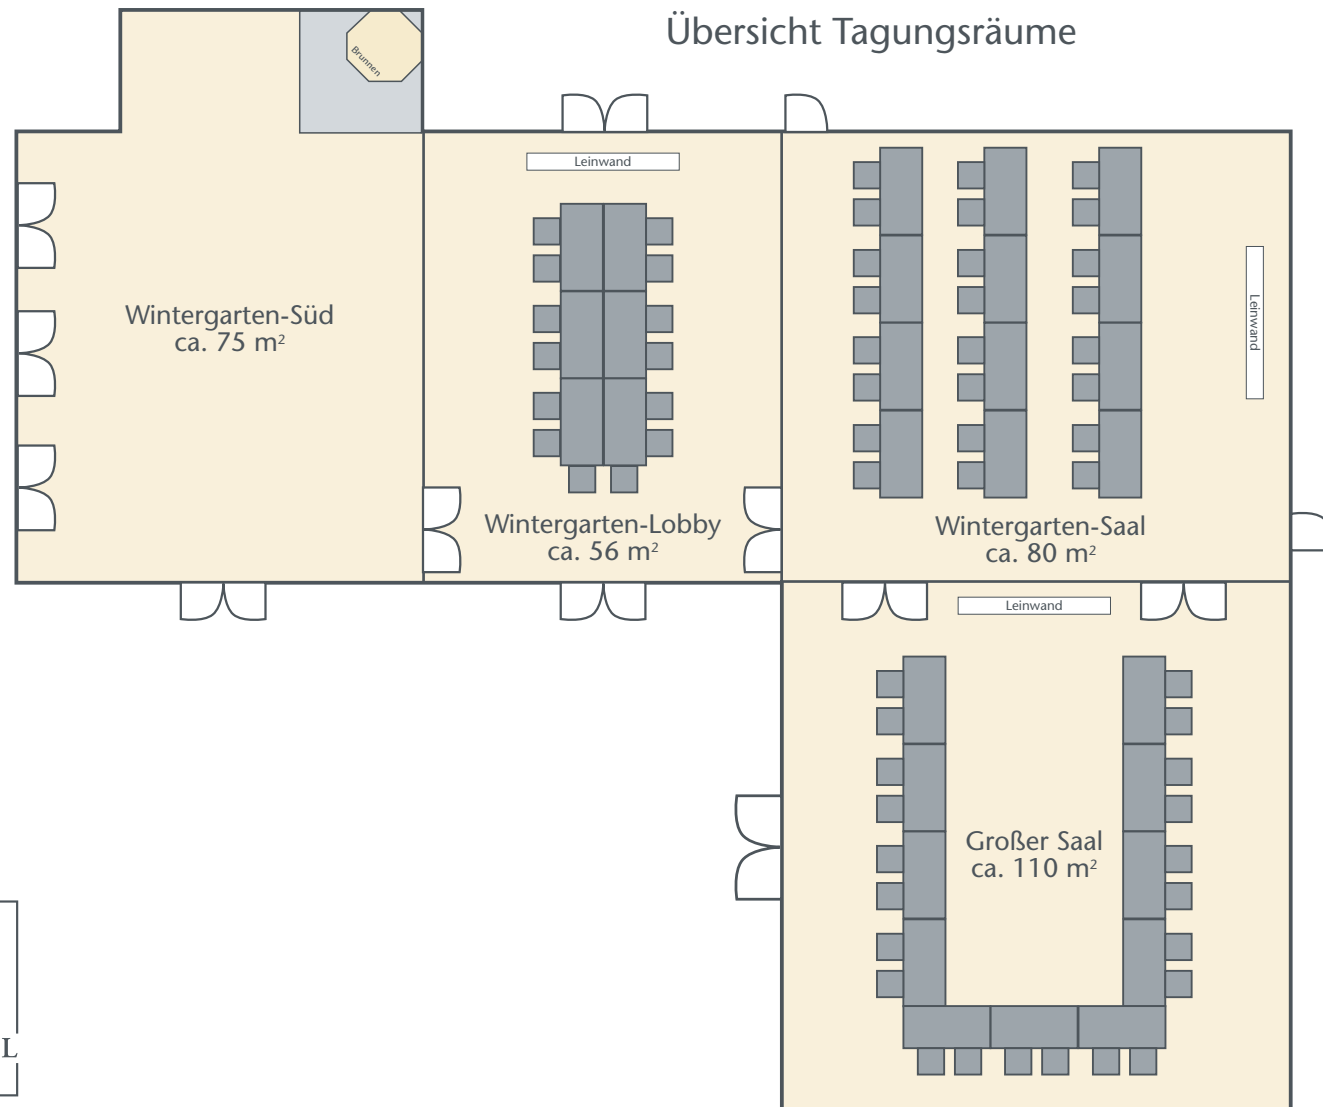 Übersicht Tagungsräume
Brunnen
Leinwand
Leinwand
Wintergarten-Süd
ca. 75 m²
Wintergarten-Lobby
ca. 56 m²
Wintergarten-Saal
ca. 80 m²
Leinwand
Großer Saal
ca. 110 m²
L